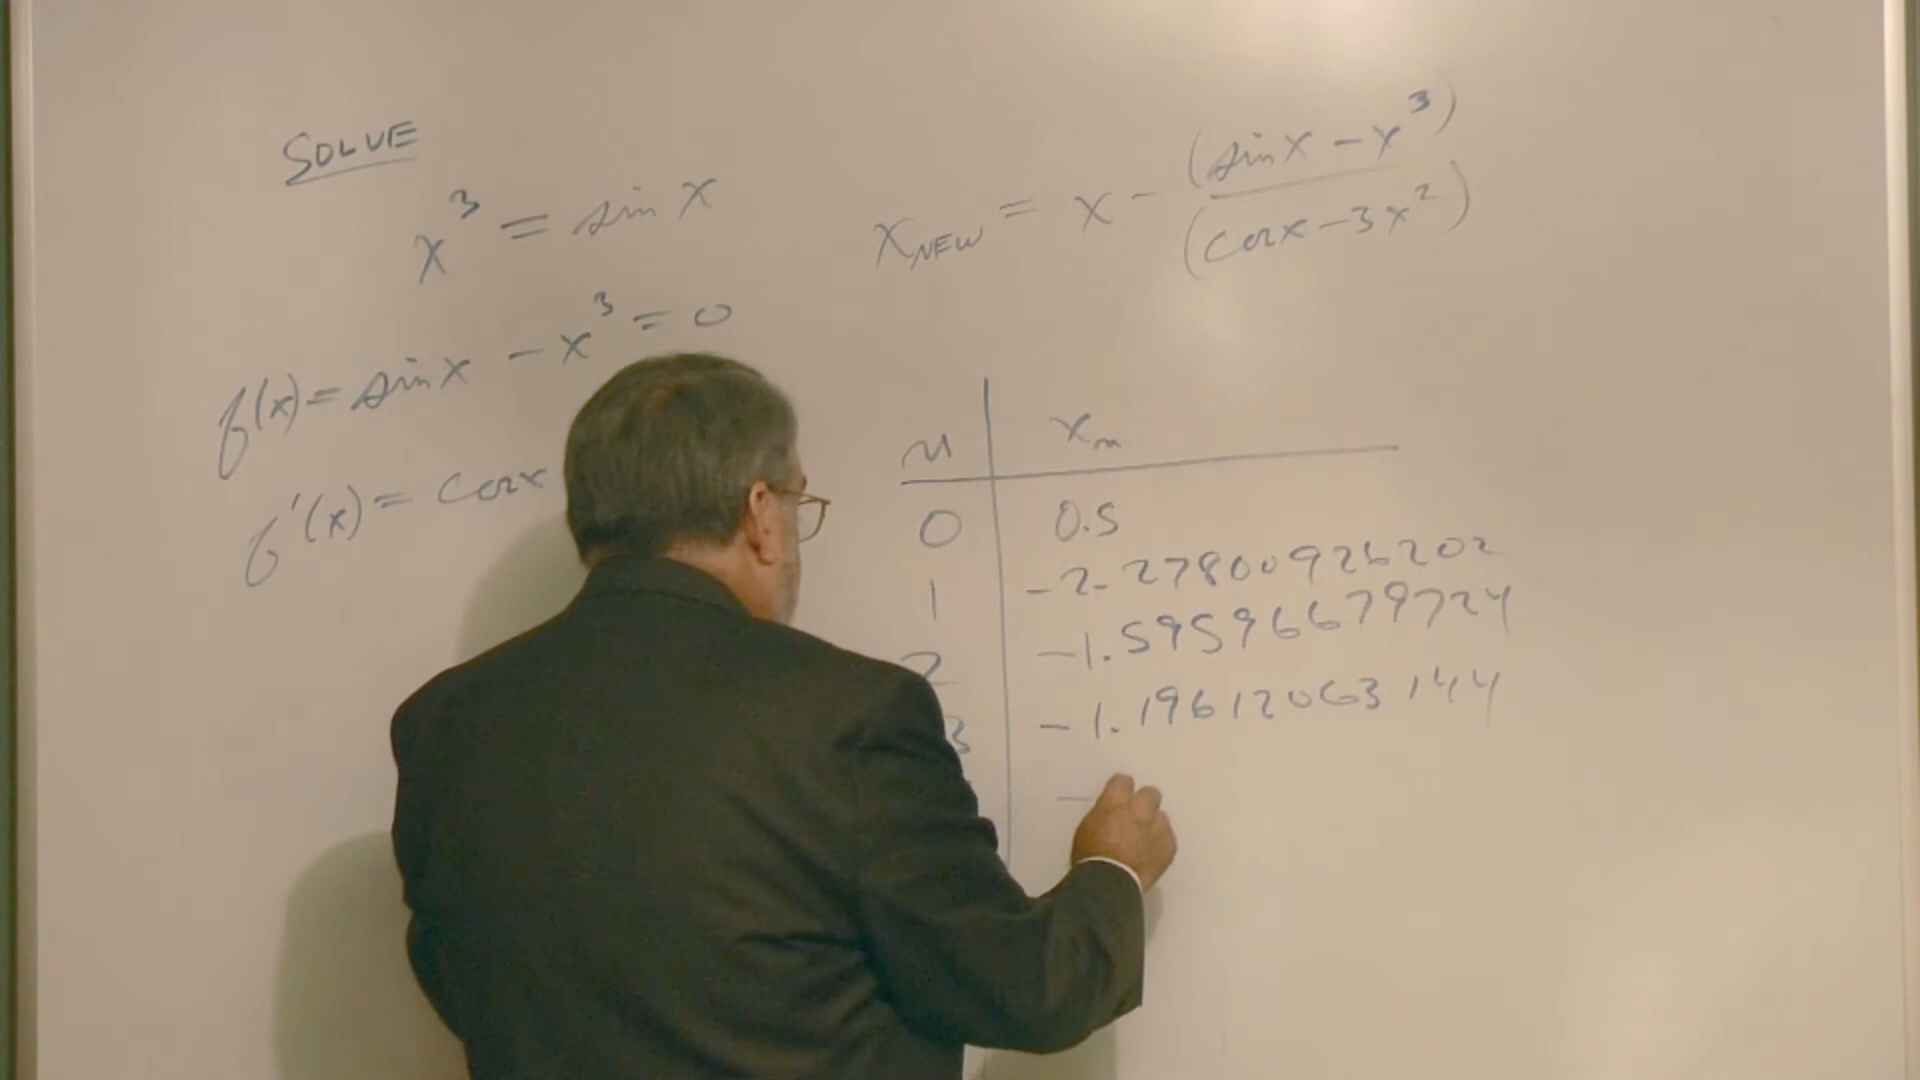 SOLVE
x³ = sin x
f(x) = sin x - x³ = 0
f'(x) = cos x
x_NEW = x - (sin x - x³) / (cos x - 3x²)
n | x_n
0 | 0.5
1 | -2.27800926202
2 | -1.59596679724
3 | -1.19612063144
-